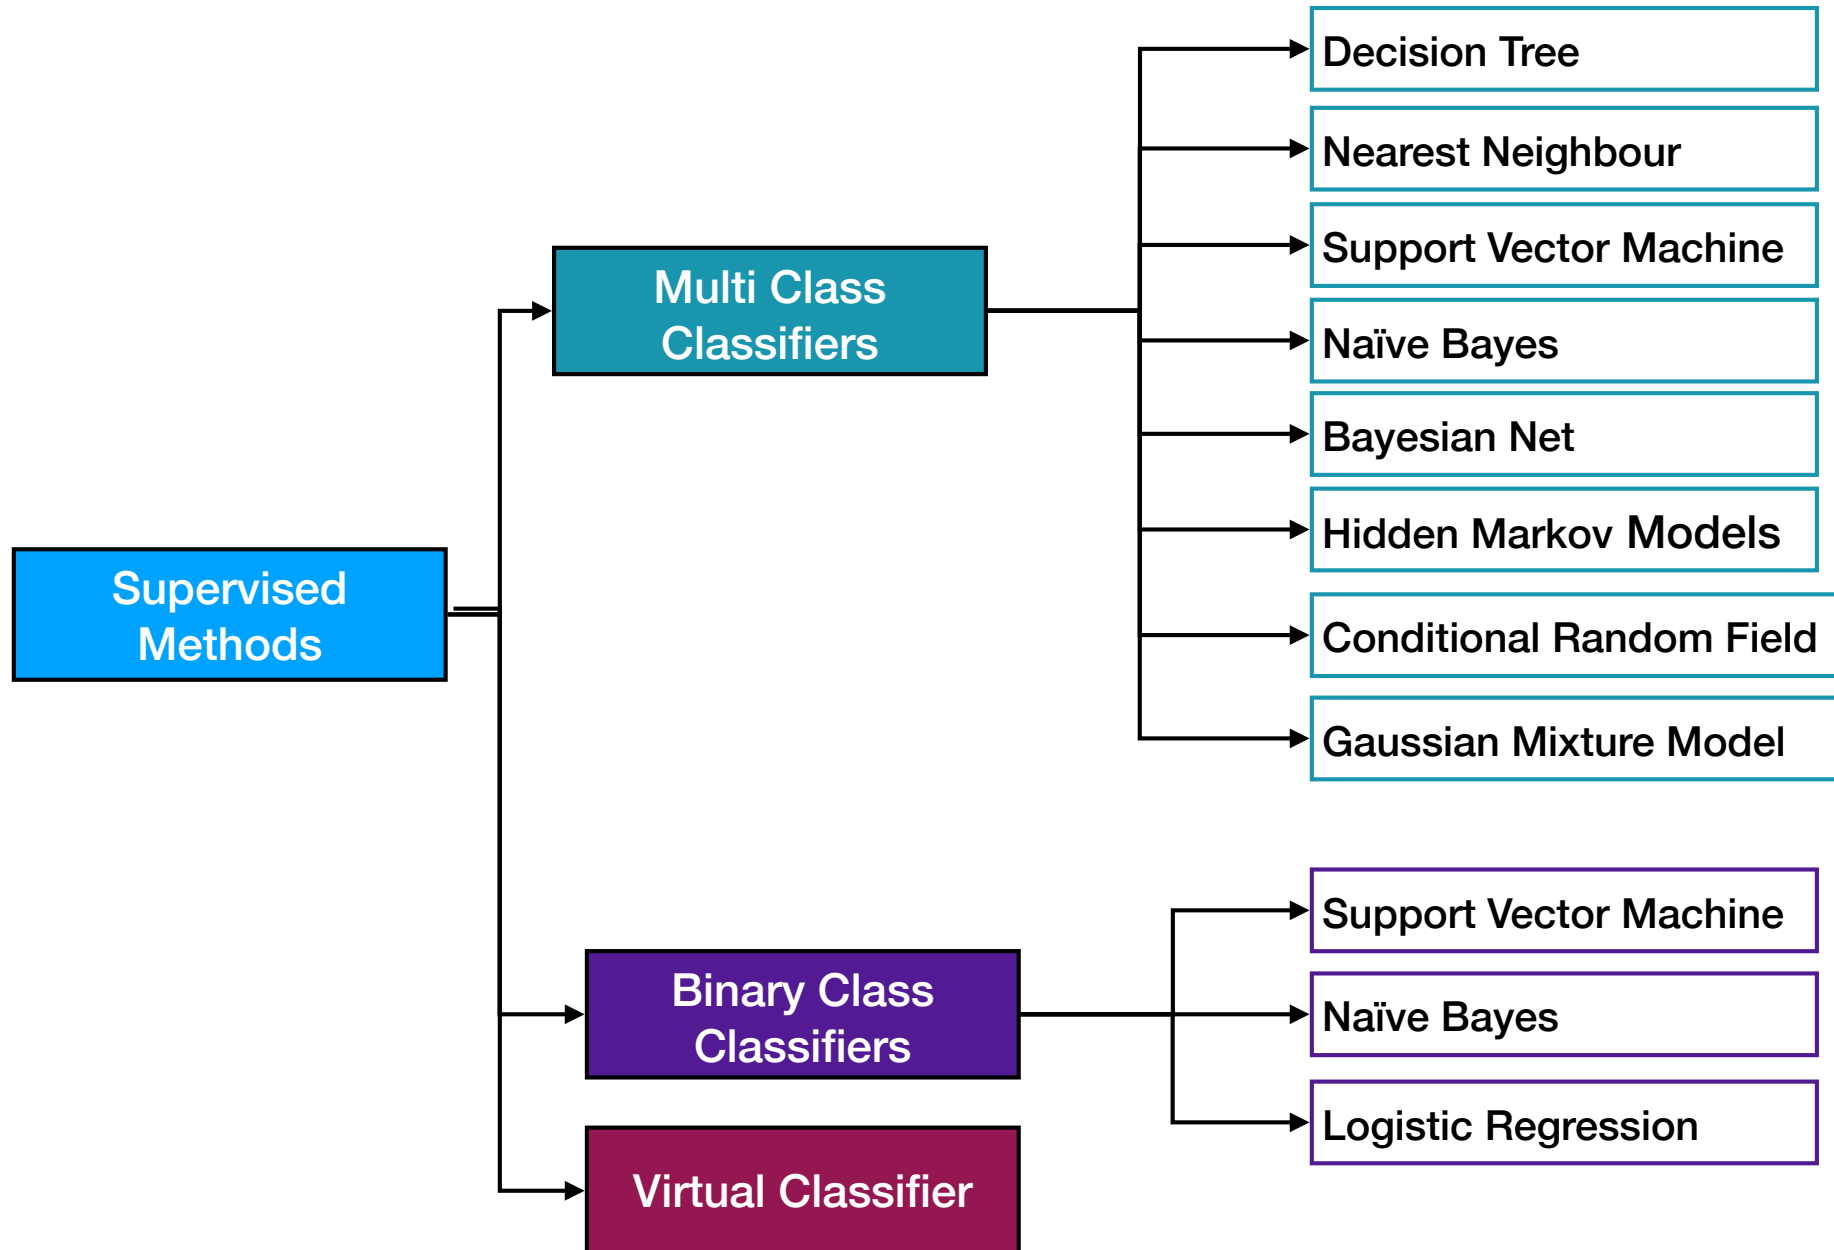 Supervised
Methods
Multi Class
Classifiers
Decision Tree
Nearest Neighbour
Support Vector Machine
Naïve Bayes
Bayesian Net
Hidden Markov Models
Conditional Random Field
Gaussian Mixture Model
Binary Class
Classifiers
Support Vector Machine
Naïve Bayes
Logistic Regression
Virtual Classifier